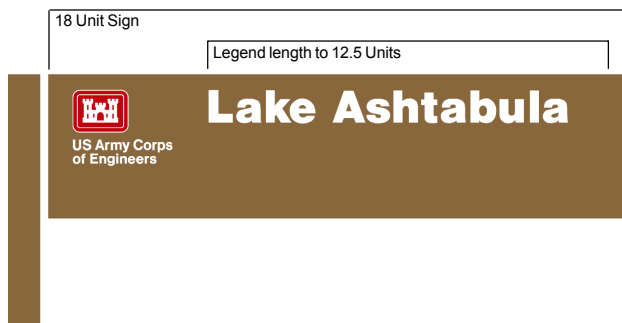 18 Unit Sign
Legend length to 12.5 Units
Lake Ashtabula
US Army Corps
of Engineers